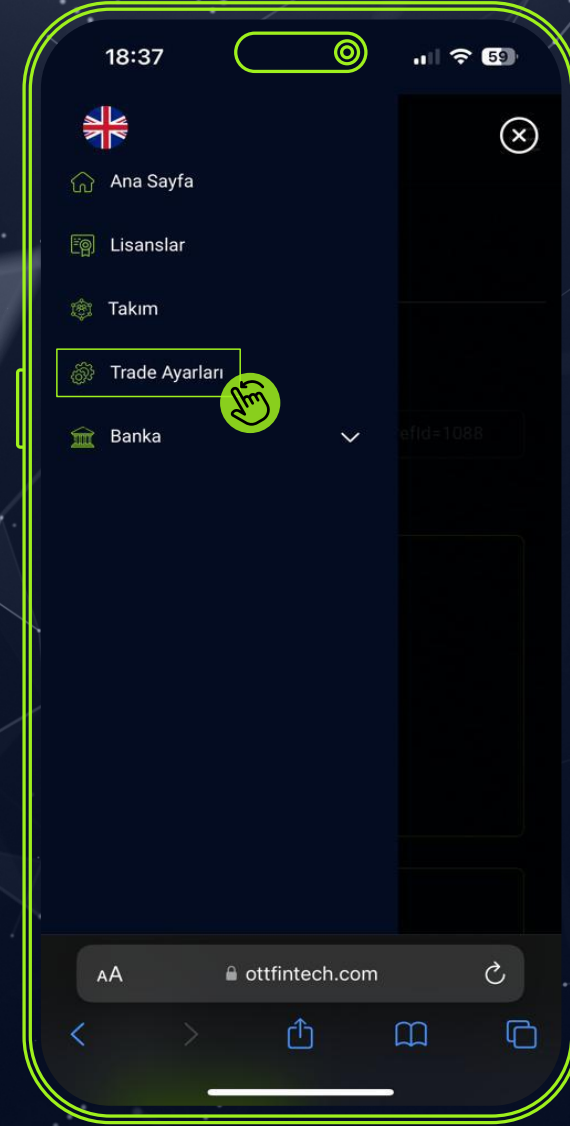 18:37
59
Ana Sayfa
Lisanslar
Takım
Trade Ayarları
Banka
efId=1088
AA
ottfintech.com